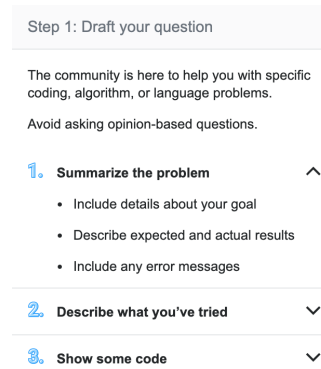 Step 1: Draft your question
The community is here to help you with specific
coding, algorithm, or language problems.
Avoid asking opinion-based questions.
1. Summarize the problem
• Include details about your goal
• Describe expected and actual results
• Include any error messages
2. Describe what you’ve tried
3. Show some code